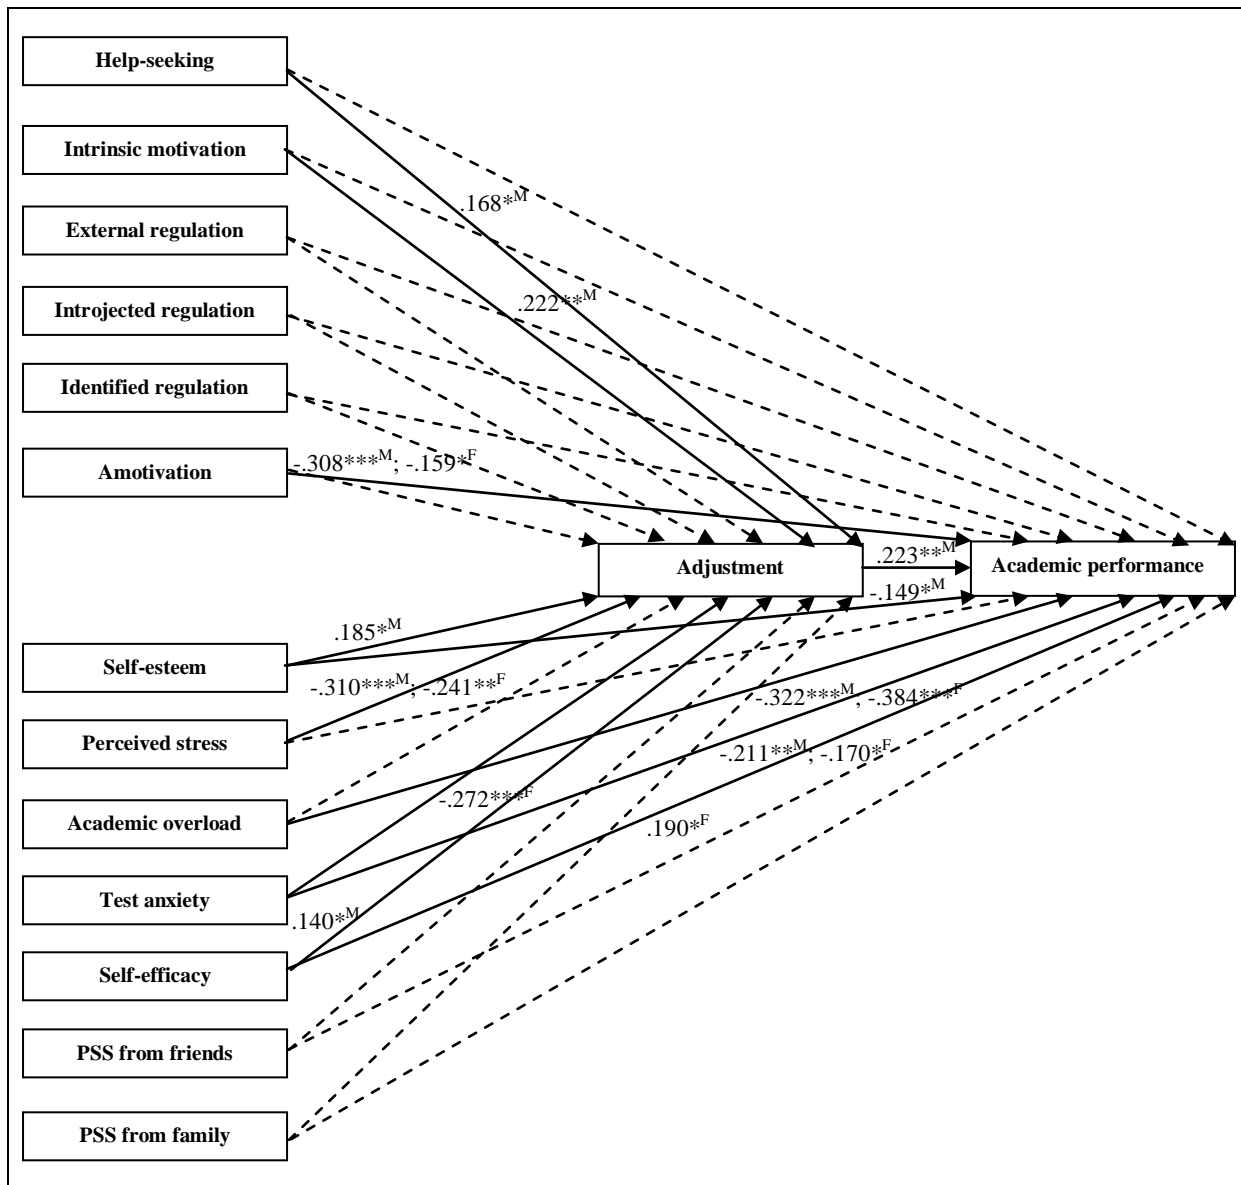 Help-seeking
Intrinsic motivation
.168*M
External regulation
Introjected regulation
.222**M
Identified regulation
Amotivation
-.308***M; -.159*F
Adjustment
.223**M
Academic performance
-.149*M
.185*M
Self-esteem
-.310***M; -.241**F
-.322***M; -.384***F
Perceived stress
-.211**M; -.170*F
Academic overload
-.272***F
.190*F
Test anxiety
.140*M
Self-efficacy
PSS from friends
PSS from family